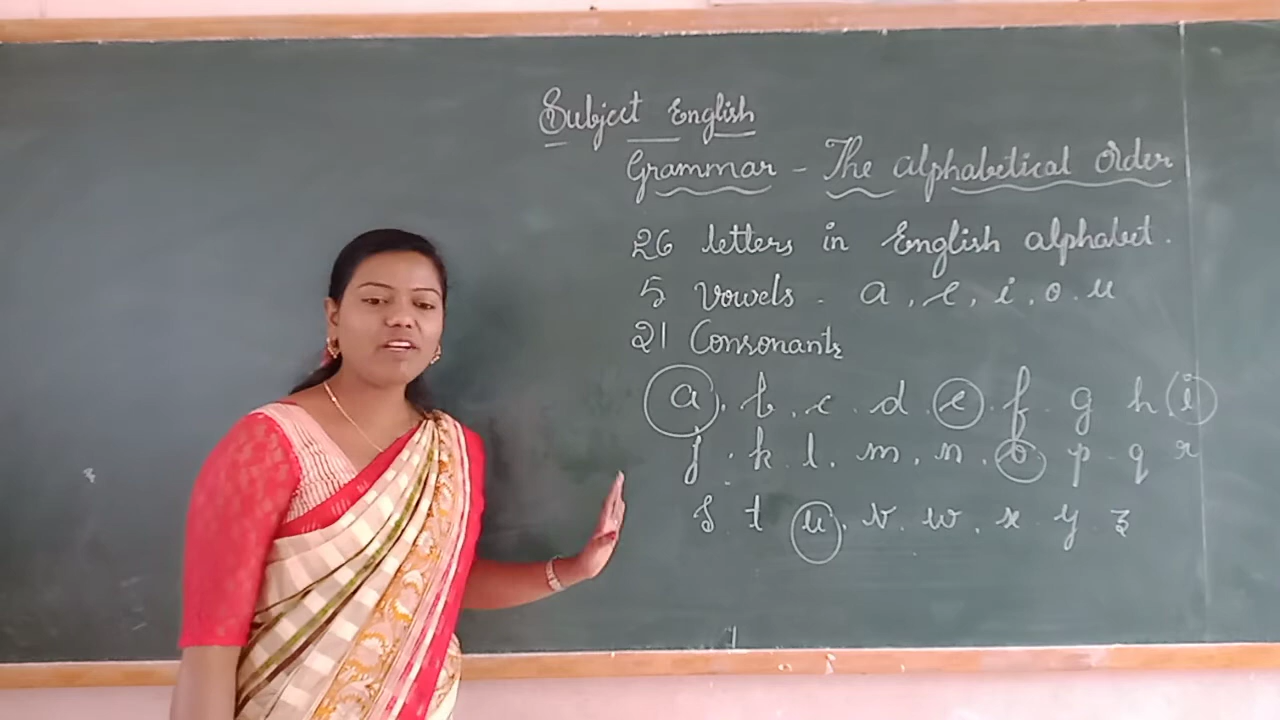 Subject English
Grammar - The alphabetical Order
26 letters in English alphabet.
5 Vowels - a, e, i, o. u
21 Consonants
a. b. c. d e. f. g h i
j. k l. m. n. o. p. q r
s t u. v. w. x. y z